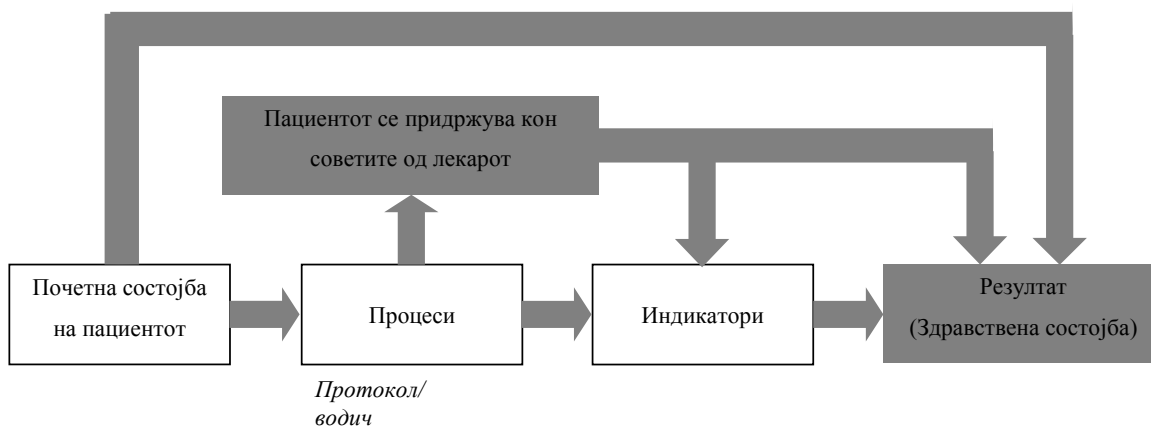 Пациентот се придржува кон
советите од лекарот
Почетна состојба
на пациентот
Процеси
Индикатори
Резултат
(Здравствена состојба)
Протокол/
водич